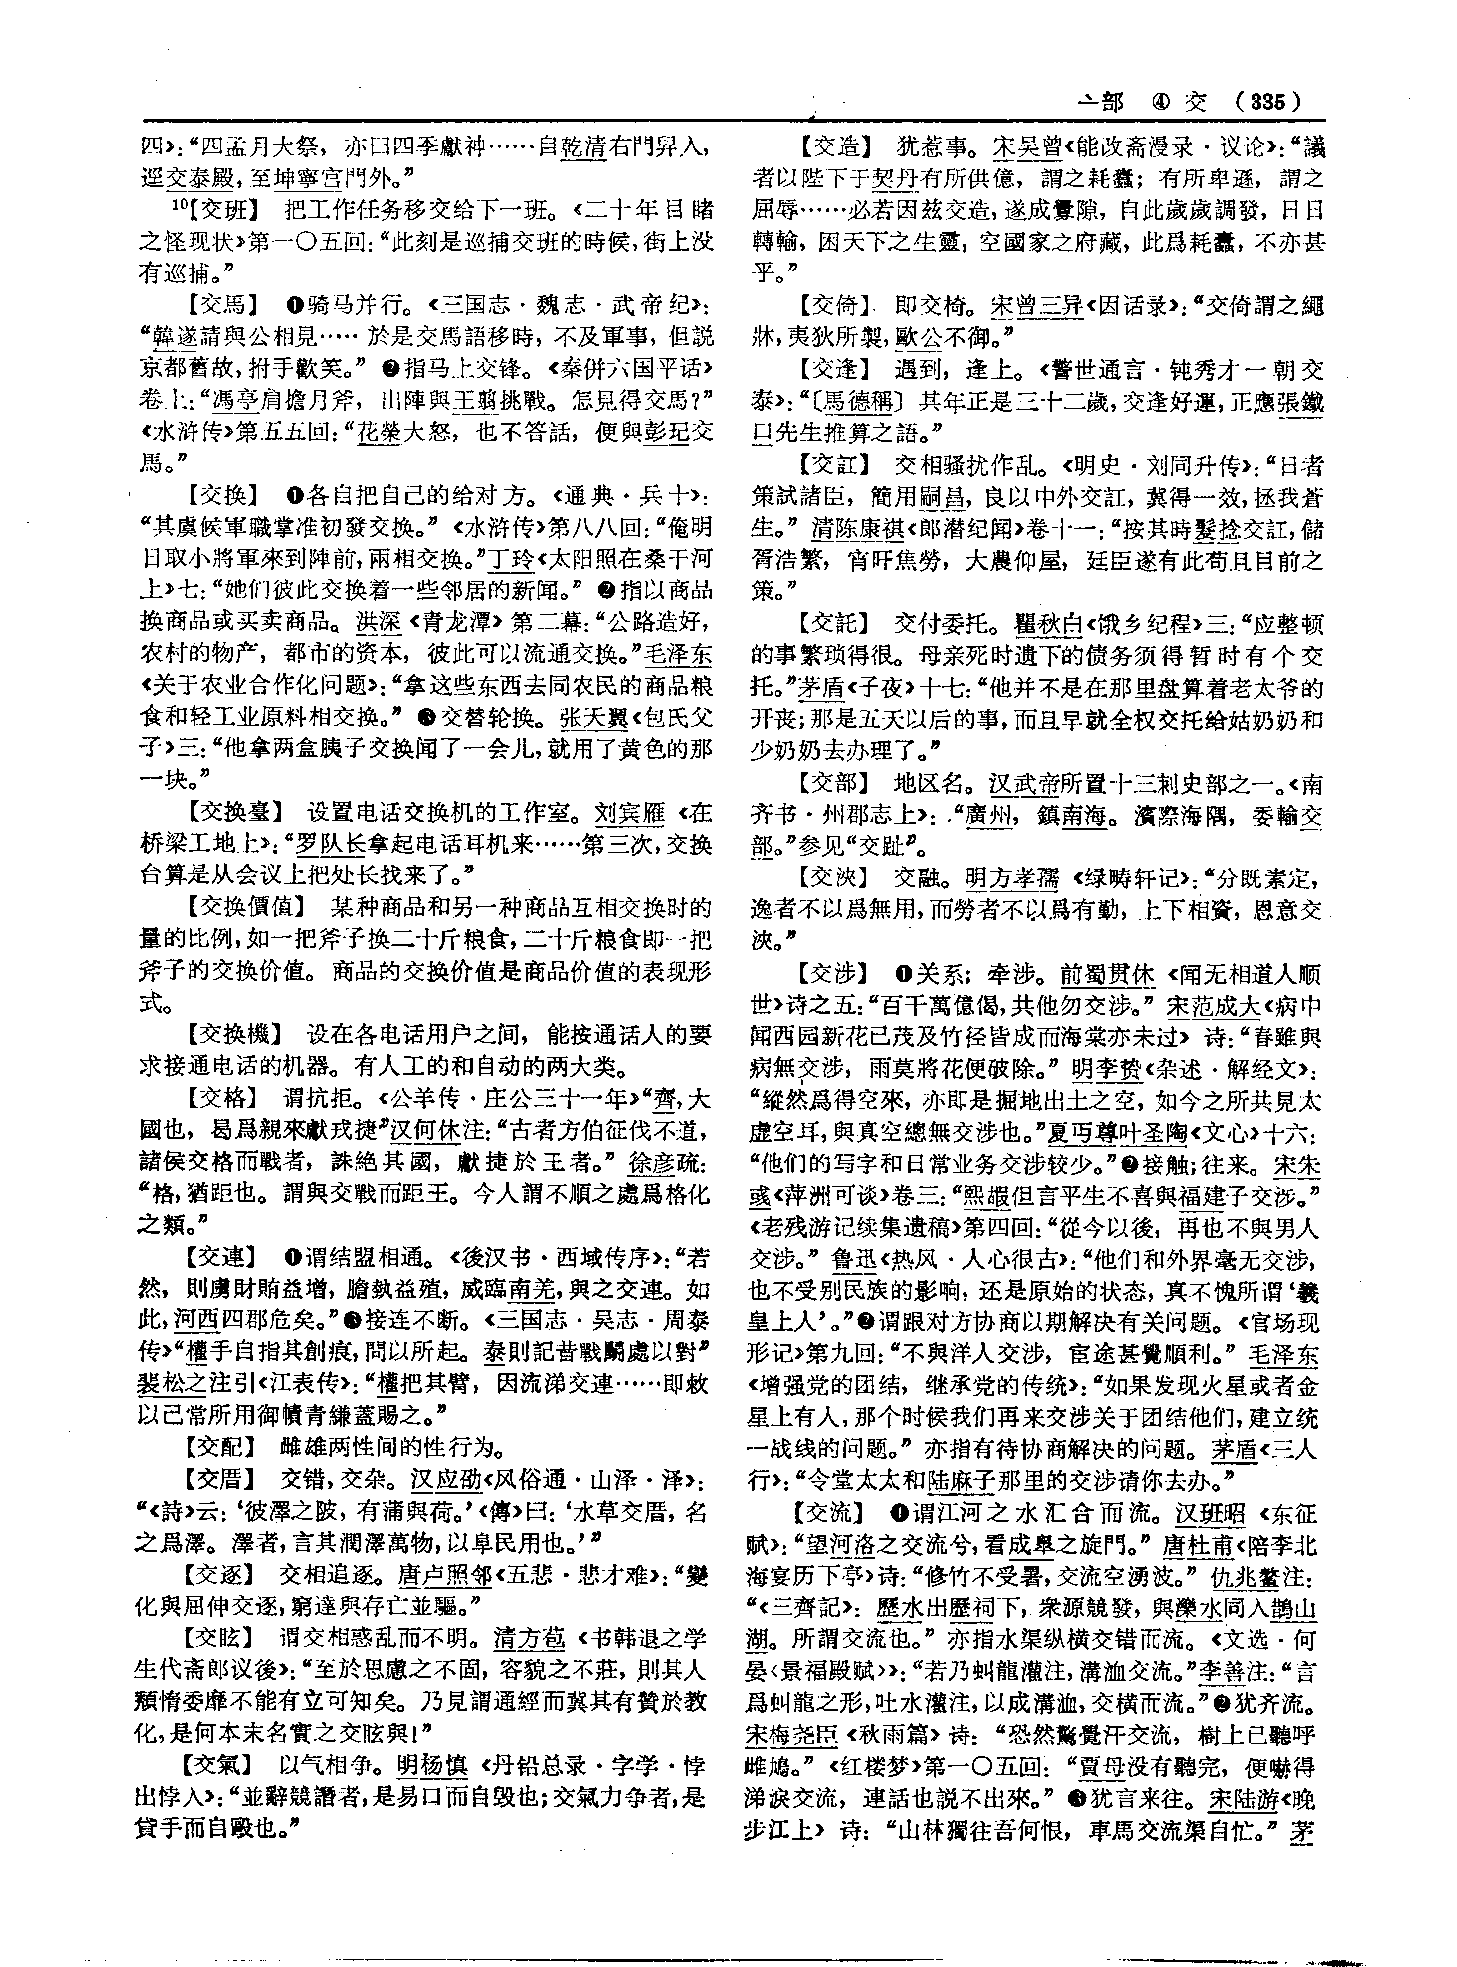 亠部 ④ 交 (335)
四》：“四孟月大祭，亦曰四季獻神……自乾清右門舁入，
逕交泰殿，至坤寧宫門外。”
¹⁰【交班】 把工作任务移交给下一班。《二十年目睹
之怪现状》第一〇五回：“此刻是巡捕交班的時候，街上没
有巡捕。”
【交馬】 ❶骑马并行。《三国志·魏志·武帝纪》：
“韓遂請與公相見……於是交馬語移時，不及軍事，但説
京都舊故，拊手歡笑。” ❷指马上交锋。《秦併六国平话》
卷上：“馮亭肩擔月斧，出陣與王翦挑戰。怎見得交馬？”
《水浒传》第五五回：“花榮大怒，也不答話，便與彭玘交
馬。”
【交换】 ❶各自把自己的给对方。《通典·兵十》：
“其虞候軍職掌准初發交换。” 《水浒传》第八八回：“俺明
日取小將軍來到陣前，兩相交换。”丁玲《太阳照在桑干河
上》七：“她们彼此交换着一些邻居的新闻。” ❷指以商品
换商品或买卖商品。洪深《青龙潭》第二幕：“公路造好，
农村的物产，都市的资本，彼此可以流通交换。”毛泽东
《关于农业合作化问题》：“拿这些东西去同农民的商品粮
食和轻工业原料相交换。” ❸交替轮换。张天翼《包氏父
子》三：“他拿两盒胰子交换闻了一会儿，就用了黄色的那
一块。”
【交换臺】 设置电话交换机的工作室。刘宾雁《在
桥梁工地上》：“罗队长拿起电话耳机来……第三次，交换
台算是从会议上把处长找来了。”
【交换價值】 某种商品和另一种商品互相交换时的
量的比例，如一把斧子换二十斤粮食，二十斤粮食即一把
斧子的交换价值。商品的交换价值是商品价值的表现形
式。
【交换機】 设在各电话用户之间，能接通话人的要
求接通电话的机器。有人工的和自动的两大类。
【交格】 谓抗拒。《公羊传·庄公三十一年》“齊，大
國也，曷爲親來獻戎捷”汉何休注：“古者方伯征伐不道，
諸侯交格而戰者，誅絶其國，獻捷於王者。” 徐彦疏：
“格，猶距也。謂與交戰而距王。今人謂不順之處爲格化
之類。”
【交連】 ❶谓结盟相通。《後汉书·西域传序》：“若
然，則虜財賄益增，膽埶益殖，威臨南羌，與之交連。如
此，河西四郡危矣。”❷接连不断。《三国志·吴志·周泰
传》“權手自指其創痕，問以所起。泰則記昔戰鬭處以對”
裴松之注引《江表传》：“權把其臂，因流涕交連……即敕
以己常所用御幘青縑蓋賜之。”
【交配】 雌雄两性间的性行为。
【交厝】 交错，交杂。汉应劭《风俗通·山泽·泽》：
“《詩》云：‘彼澤之陂，有蒲與荷。’《傳》曰：‘水草交厝，名
之爲澤。澤者，言其潤澤萬物，以阜民用也。’”
【交逐】 交相追逐。唐卢照邻《五悲·悲才难》：“變
化與屈伸交逐，窮達與存亡並驅。”
【交眩】 谓交相惑乱而不明。清方苞《书韩退之学
生代斋郎议後》：“至於思慮之不固，容貌之不莊，則其人
頽惰委靡不能有立可知矣。乃見謂通經而冀其有贊於教
化，是何本末名實之交眩與！”
【交氣】 以气相争。明杨慎《丹铅总录·字学·悖
出悖入》：“並辭競譖者，是易口而自毁也；交氣力争者，是
貸手而自毆也。”
【交造】 犹惹事。宋吴曾《能改斋漫录·议论》：“議
者以陛下于契丹有所供億，謂之耗蠹；有所卑遜，謂之
屈辱……必若因兹交造，遂成釁隙，自此歲歲調發，日日
轉輸，困天下之生靈，空國家之府藏，此爲耗蠹，不亦甚
乎。”
【交倚】 即交椅。宋曾三异《因话录》：“交倚謂之繩
牀，夷狄所製，歐公不御。”
【交逢】 遇到，逢上。《警世通言·钝秀才一朝交
泰》：“〔馬德稱〕其年正是三十二歲，交逢好運，正應張鐵
口先生推算之語。”
【交訌】 交相骚扰作乱。《明史·刘同升传》：“日者
策試諸臣，簡用嗣昌，良以中外交訌，冀得一效，拯我蒼
生。” 清陈康祺《郎潜纪闻》卷十一：“按其時髮捻交訌，儲
胥浩繁，宵旰焦勞，大農仰屋，廷臣遂有此苟且目前之
策。”
【交託】 交付委托。瞿秋白《饿乡纪程》三：“应整顿
的事繁琐得很。母亲死时遗下的债务须得暂时有个交
托。”茅盾《子夜》十七：“他并不是在那里盘算着老太爷的
开丧；那是五天以后的事，而且早就全权交托给姑奶奶和
少奶奶去办理了。”
【交部】 地区名。汉武帝所置十三刺史部之一。《南
齐书·州郡志上》：“廣州，鎮南海。濱際海隅，委輸交
部。”参见“交趾”。
【交浹】 交融。明方孝孺《绿畴轩记》：“分既素定，
逸者不以爲無用，而勞者不以爲有勤，上下相資，恩意交
浹。”
【交涉】 ❶关系；牵涉。前蜀贯休《闻无相道人顺
世》诗之五：“百千萬億偈，共他勿交涉。” 宋范成大《病中
闻西园新花已茂及竹径皆成而海棠亦未过》诗：“春雖與
病無交涉，雨莫將花便破除。” 明李贽《杂述·解经文》：
“縱然爲得空來，亦即是掘地出土之空，如今之所共見太
虚空耳，與真空總無交涉也。”夏丏尊叶圣陶《文心》十六：
“他们的写字和日常业务交涉较少。”❷接触；往来。宋朱
彧《萍洲可谈》卷三：“熙嘏但言平生不喜與福建子交涉。”
《老残游记续集遗稿》第四回：“從今以後，再也不與男人
交涉。” 鲁迅《热风·人心很古》：“他们和外界毫无交涉，
也不受别民族的影响，还是原始的状态，真不愧所谓‘羲
皇上人’。”❸谓跟对方协商以期解决有关问题。《官场现
形记》第九回：“不與洋人交涉，宦途甚覺順利。” 毛泽东
《增强党的团结，继承党的传统》：“如果发现火星或者金
星上有人，那个时候我们再来交涉关于团结他们，建立统
一战线的问题。” 亦指有待协商解决的问题。茅盾《三人
行》：“令堂太太和陆麻子那里的交涉请你去办。”
【交流】 ❶谓江河之水汇合而流。汉班昭《东征
赋》：“望河洛之交流兮，看成皋之旋門。” 唐杜甫《陪李北
海宴历下亭》诗：“修竹不受暑，交流空湧波。” 仇兆鳌注：
“《三齊記》：歷水出歷祠下，衆源競發，與濼水同入鵲山
湖。所謂交流也。” 亦指水渠纵横交错而流。《文选·何
晏〈景福殿赋〉》：“若乃虯龍灌注，溝洫交流。”李善注：“言
爲虯龍之形，吐水灌注，以成溝洫，交横而流。”❷犹齐流。
宋梅尧臣《秋雨篇》诗：“恐然驚覺汗交流，樹上已聽呼
雌鳩。” 《红楼梦》第一〇五回：“賈母没有聽完，便嚇得
涕淚交流，連話也説不出來。” ❸犹言来往。宋陆游《晚
步江上》诗：“山林獨往吾何恨，車馬交流渠自忙。” 茅